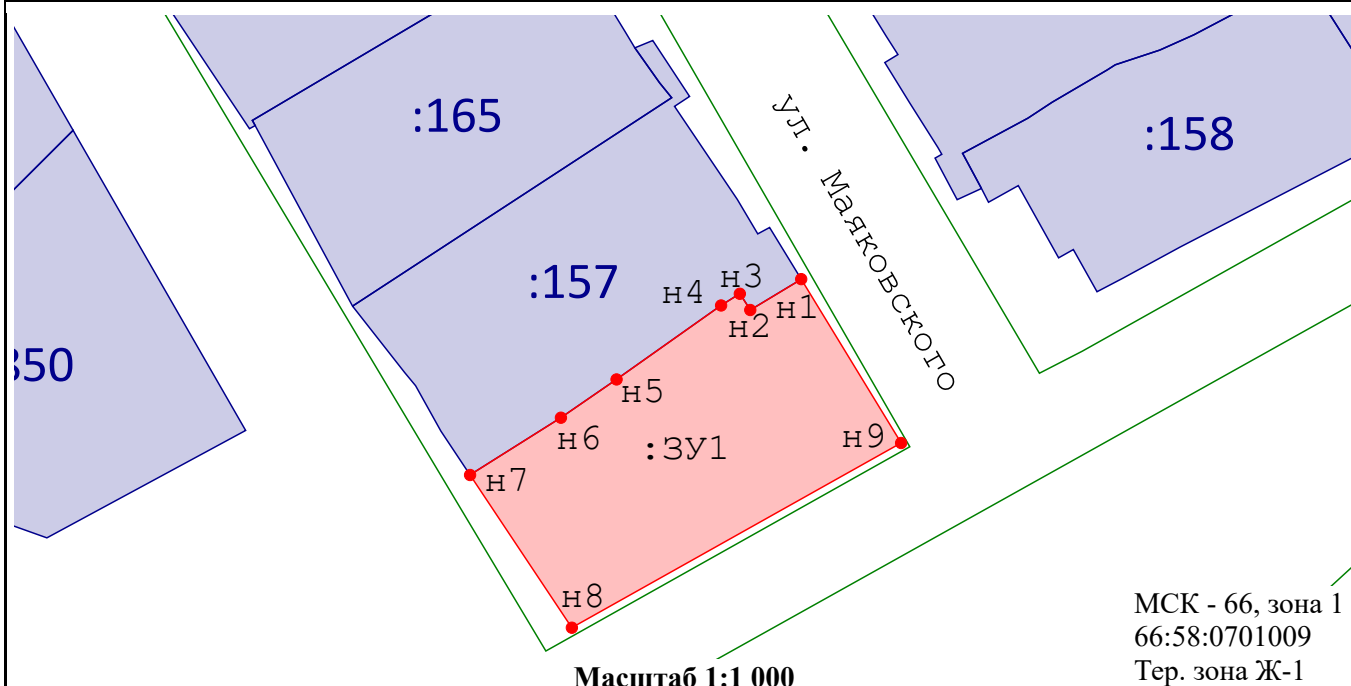 :165
:158
ул. Маяковского
:157
н3
н4
н1
н2
350
н5
н6
:ЗУ1
н9
н7
н8
МСК - 66, зона 1
66:58:0701009
Тер. зона Ж-1
Масштаб 1:1 000